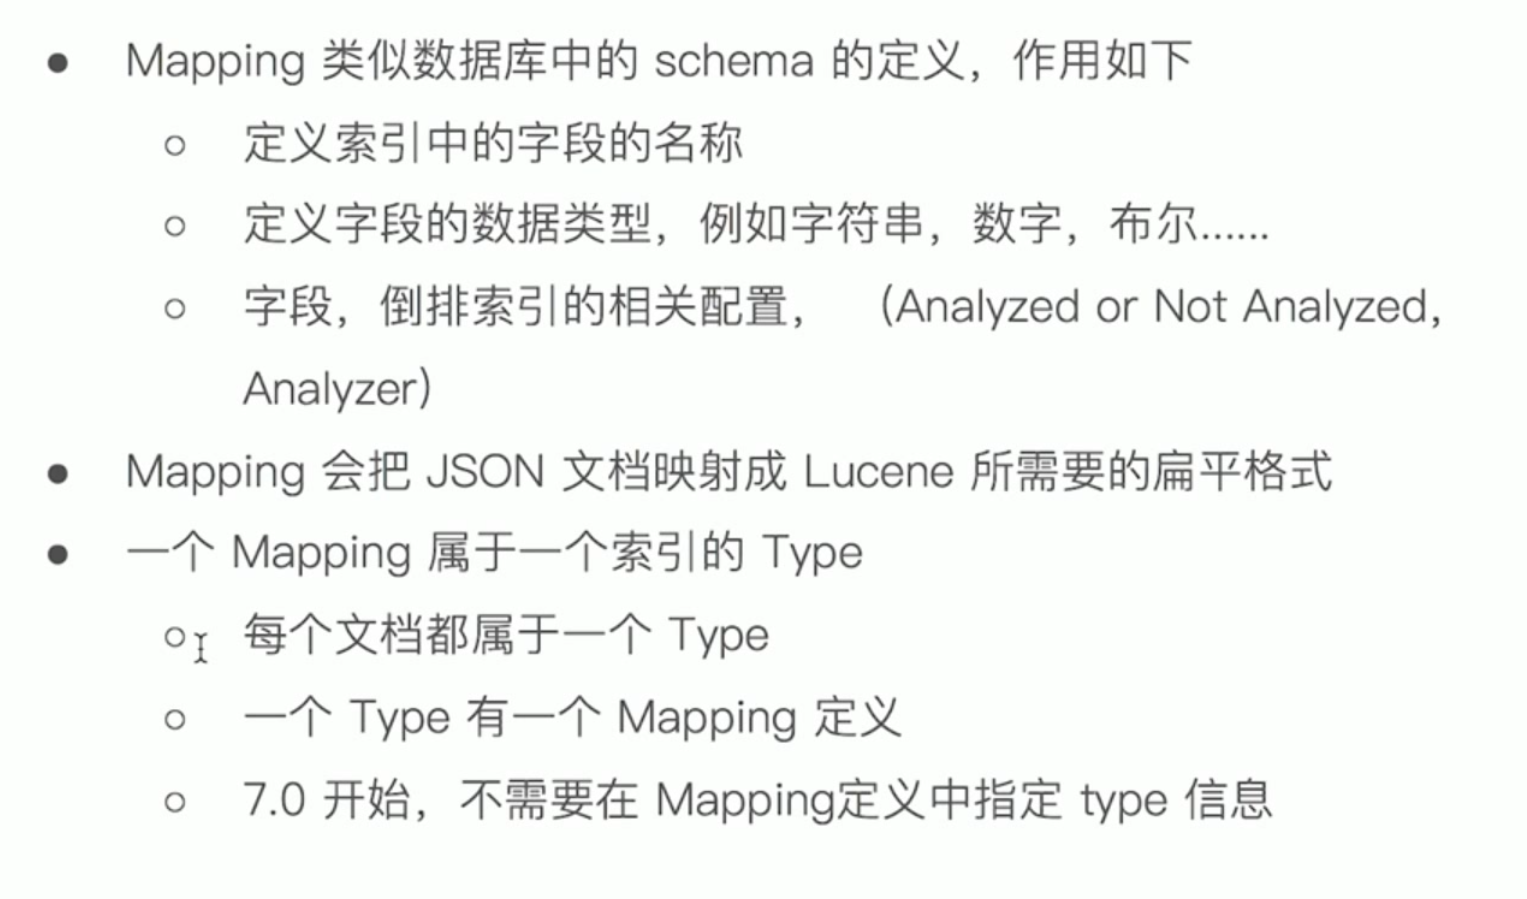 ● Mapping 类似数据库中的 schema 的定义，作用如下
○ 定义索引中的字段的名称
○ 定义字段的数据类型，例如字符串，数字，布尔……
○ 字段，倒排索引的相关配置，（Analyzed or Not Analyzed,
Analyzer）
● Mapping 会把 JSON 文档映射成 Lucene 所需要的扁平格式
● 一个 Mapping 属于一个索引的 Type
○ 每个文档都属于一个 Type
○ 一个 Type 有一个 Mapping 定义
○ 7.0 开始，不需要在 Mapping定义中指定 type 信息